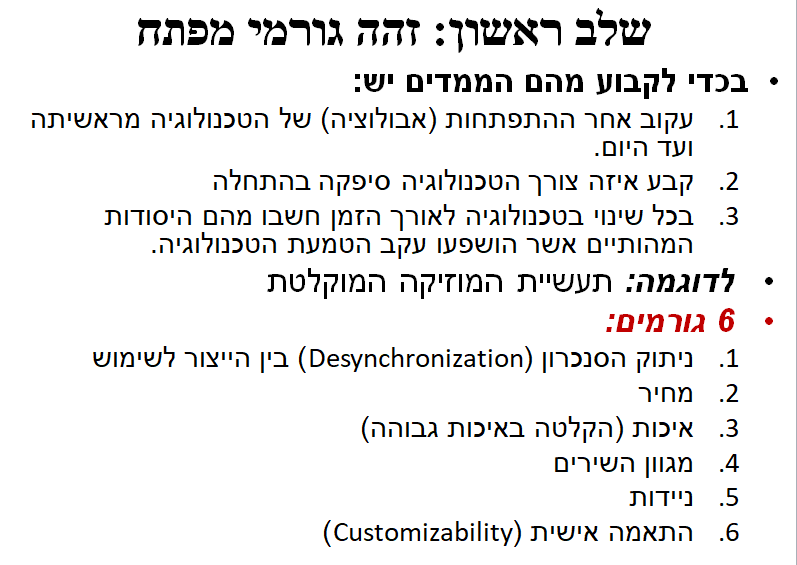 שלב ראשון: זהה גורמי מפתח
• בכדי לקבוע מהם הממדים יש:
1. עקוב אחר ההתפתחות (אבולוציה) של הטכנולוגיה מראשיתה
ועד היום.
2. קבע איזה צורך הטכנולוגיה סיפקה בהתחלה
3. בכל שינוי בטכנולוגיה לאורך הזמן חשבו מהם היסודות
המהותיים אשר הושפעו עקב הטמעת הטכנולוגיה.
• לדוגמה: תעשיית המוזיקה המוקלטת
• 6 גורמים:
1. ניתוק הסנכרון (Desynchronization) בין הייצור לשימוש
2. מחיר
3. איכות (הקלטה באיכות גבוהה)
4. מגוון השירים
5. ניידות
6. התאמה אישית (Customizability)